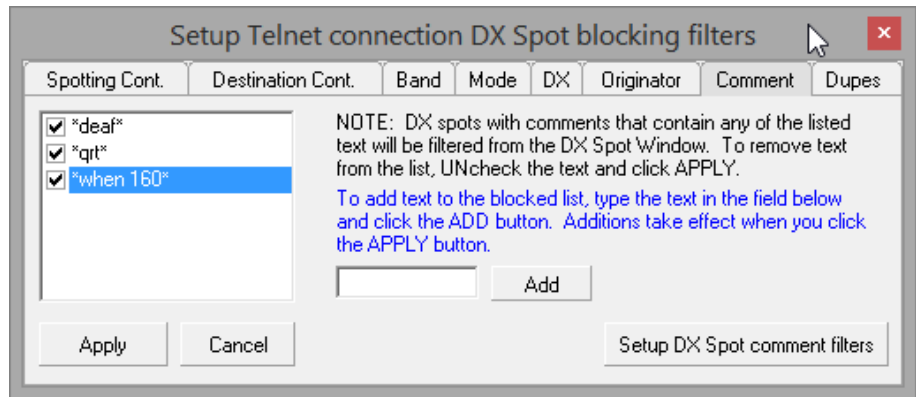 Setup Telnet connection DX Spot blocking filters
Spotting Cont.
Destination Cont.
Band
Mode
DX
Originator
Comment
Dupes
*deaf*
*qrt*
*when 160*
NOTE: DX spots with comments that contain any of the listed
text will be filtered from the DX Spot Window. To remove text
from the list, UNcheck the text and click APPLY.
To add text to the blocked list, type the text in the field below
and click the ADD button. Additions take effect when you click
the APPLY button.
Add
Apply
Cancel
Setup DX Spot comment filters